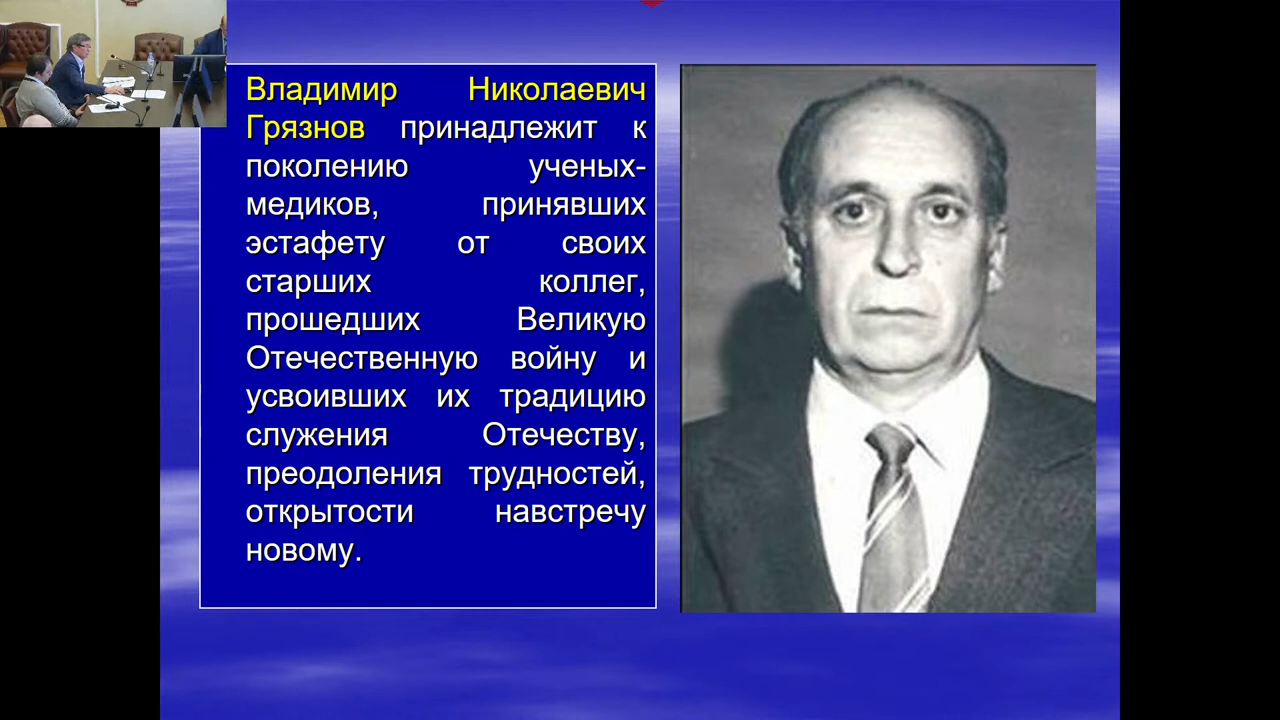 Владимир Николаевич
Грязнов принадлежит к
поколению ученых-
медиков, принявших
эстафету от своих
старших коллег,
прошедших Великую
Отечественную войну и
усвоивших их традицию
служения Отечеству,
преодоления трудностей,
открытости навстречу
новому.